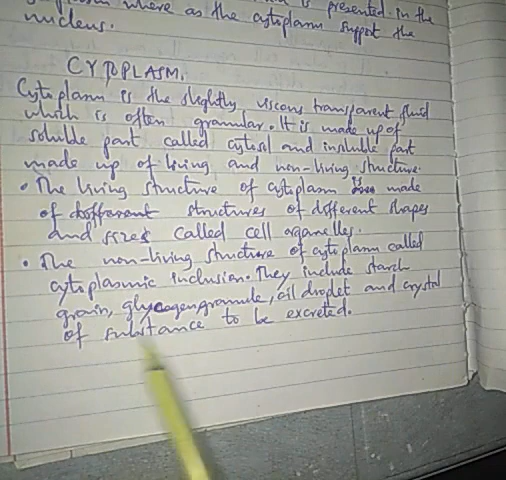 where as the cytoplasm support the
is presented in the
nucleus.
CYTOPLASM.
Cytoplasm is the slightly viscous transparent fluid
which is often granular. It is made up of
soluble part called cytosol and insoluble part
made up of living and non-living structure.
• The living structure of cytoplasm is made
of different structures of different shapes
and sizes called cell organelles.
• The non-living structure of cytoplasm called
cytoplasmic inclusion. They include starch
grain, glycogen granule, oil droplet and crystal
of substance to be excreted.